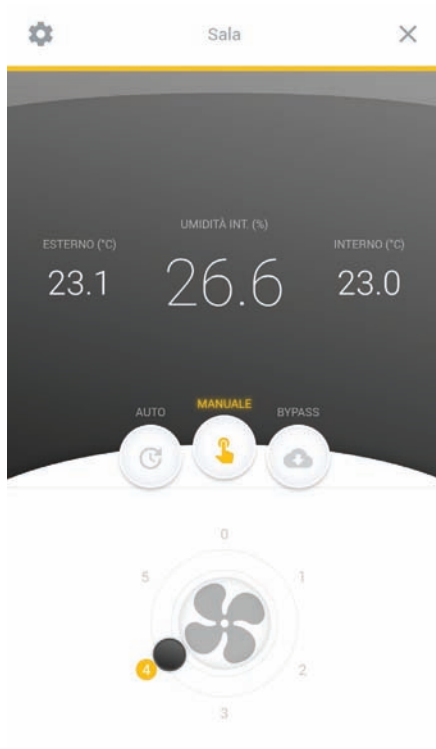 Sala
UMIDITÀ INT. (%)
ESTERNO (°C)
INTERNO (°C)
23.1
26.6
23.0
AUTO
MANUALE
BYPASS
0
5
1
4
2
3